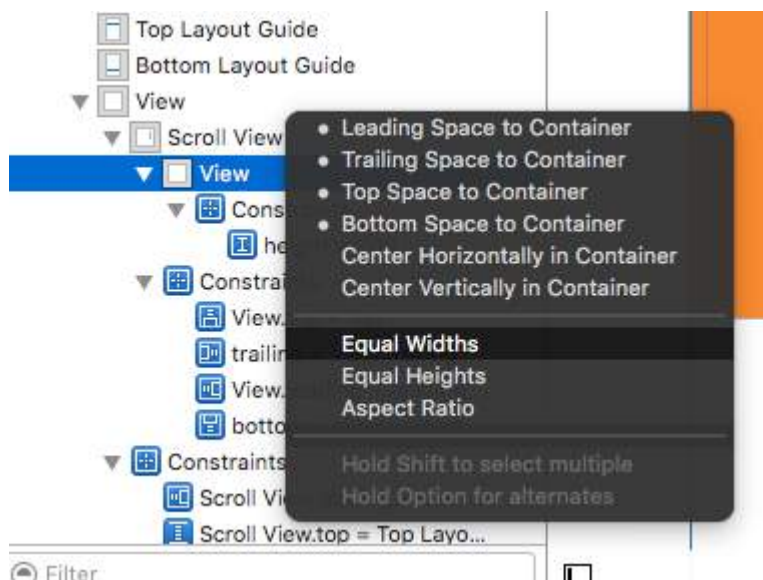 Top Layout Guide
Bottom Layout Guide
View
Scroll View
View
Cons
he
Constrai
View.
trailin
View.
botto
Constraints
Scroll Vi
Scroll View.top = Top Layo...
Filter
Leading Space to Container
Trailing Space to Container
Top Space to Container
Bottom Space to Container
Center Horizontally in Container
Center Vertically in Container
Equal Widths
Equal Heights
Aspect Ratio
Hold Shift to select multiple
Hold Option for alternates